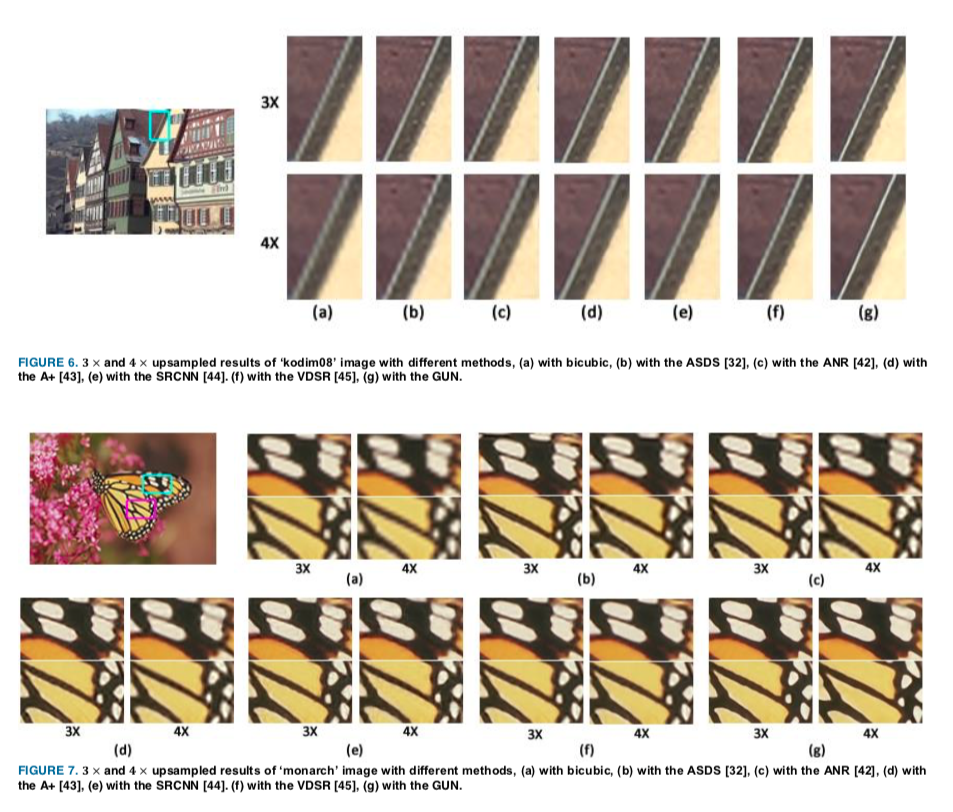 3X
4X
(a) (b) (c) (d) (e) (f) (g)
FIGURE 6. 3 × and 4 × upsampled results of ‘kodim08’ image with different methods, (a) with bicubic, (b) with the ASDS [32], (c) with the ANR [42], (d) with
the A+ [43], (e) with the SRCNN [44]. (f) with the VDSR [45], (g) with the GUN.
3X 4X 3X 4X 3X 4X
(a) (b) (c)
3X 4X 3X 4X 3X 4X 3X 4X
(d) (e) (f) (g)
FIGURE 7. 3 × and 4 × upsampled results of ‘monarch’ image with different methods, (a) with bicubic, (b) with the ASDS [32], (c) with the ANR [42], (d) with
the A+ [43], (e) with the SRCNN [44]. (f) with the VDSR [45], (g) with the GUN.